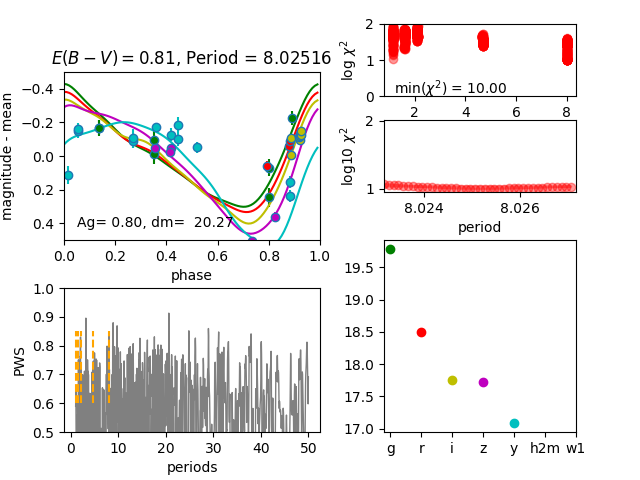 E(B − V) = 0.81, Period = 8.02516
magnitude - mean
−0.4
−0.2
0.0
0.2
0.4
Ag= 0.80, dm= 20.27
0.0 0.2 0.4 0.6 0.8 1.0
phase
log χ²
2
1
0
min(χ²) = 10.00
2 4 6 8
log10 χ²
2
1
8.024 8.026
period
PWS
1.0
0.9
0.8
0.7
0.6
0.5
0 10 20 30 40 50
periods
19.5
19.0
18.5
18.0
17.5
17.0
g r i z y h2m w1